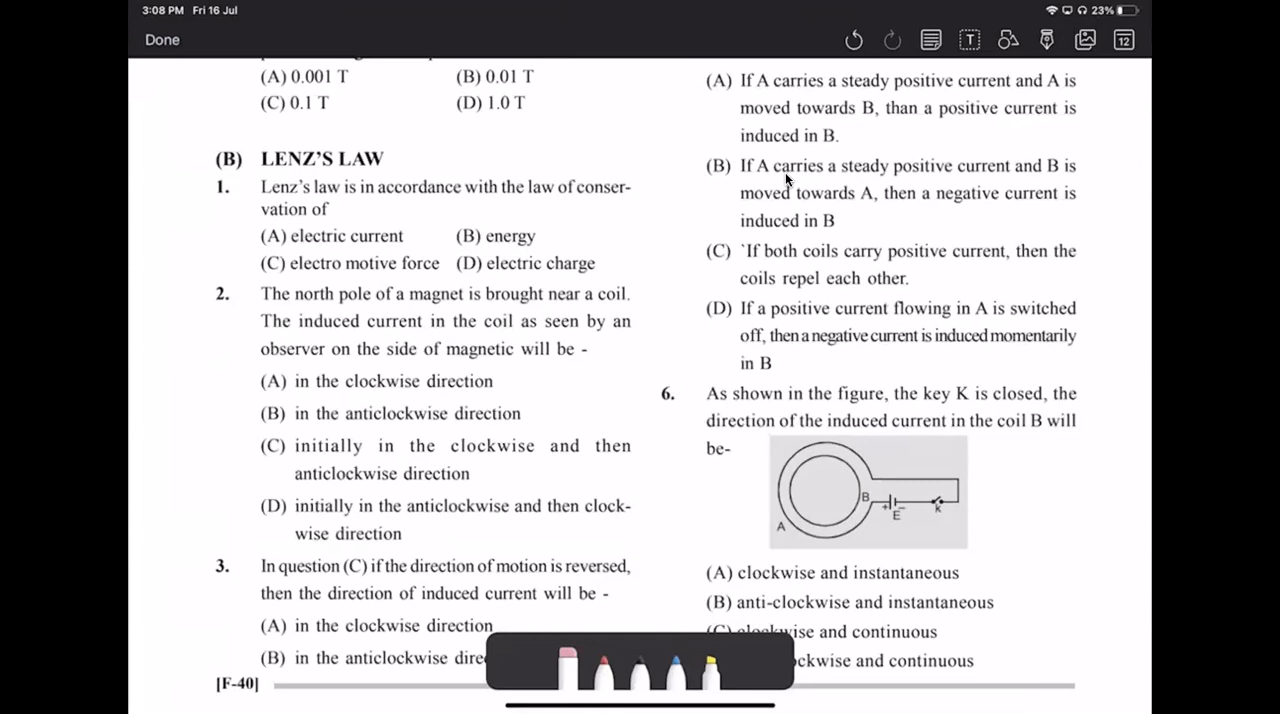 3:08 PM Fri 16 Jul
23%
Done
T
12
(A) 0.001 T (B) 0.01 T
(C) 0.1 T (D) 1.0 T
(B) LENZ'S LAW
1. Lenz's law is in accordance with the law of conser-
vation of
(A) electric current (B) energy
(C) electro motive force (D) electric charge
2. The north pole of a magnet is brought near a coil.
The induced current in the coil as seen by an
observer on the side of magnetic will be -
(A) in the clockwise direction
(B) in the anticlockwise direction
(C) initially in the clockwise and then
anticlockwise direction
(D) initially in the anticlockwise and then clock-
wise direction
3. In question (C) if the direction of motion is reversed,
then the direction of induced current will be -
(A) in the clockwise direction
(B) in the anticlockwise dire
[F-40]
(A) If A carries a steady positive current and A is
moved towards B, than a positive current is
induced in B.
(B) If A carries a steady positive current and B is
moved towards A, then a negative current is
induced in B
(C) `If both coils carry positive current, then the
coils repel each other.
(D) If a positive current flowing in A is switched
off, then a negative current is induced momentarily
in B
6. As shown in the figure, the key K is closed, the
direction of the induced current in the coil B will
be-
B
+ -
E
K
A
(A) clockwise and instantaneous
(B) anti-clockwise and instantaneous
(C) clockwise and continuous
ockwise and continuous